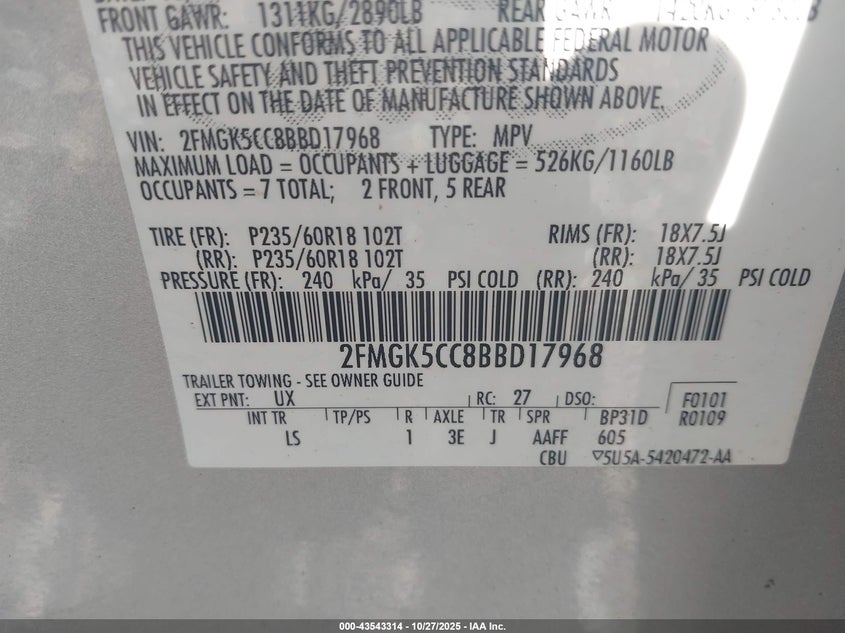 FRONT GAWR: 1311KG/2890LB REAR GAWR
THIS VEHICLE CONFORMS TO ALL APPLICABLE FEDERAL MOTOR
VEHICLE SAFETY AND THEFT PREVENTION STANDARDS
IN EFFECT ON THE DATE OF MANUFACTURE SHOWN ABOVE.
VIN: 2FMGK5CC8BBD17968 TYPE: MPV
MAXIMUM LOAD = OCCUPANTS + LUGGAGE = 526KG/1160LB
OCCUPANTS = 7 TOTAL; 2 FRONT, 5 REAR
TIRE (FR): P235/60R18 102T RIMS (FR): 18X7.5J
(RR): P235/60R18 102T (RR): 18X7.5J
PRESSURE (FR): 240 kPa/ 35 PSI COLD (RR): 240 kPa/ 35 PSI COLD
2FMGK5CC8BBD17968
TRAILER TOWING - SEE OWNER GUIDE
EXT PNT: UX RC: 27 DSO: F0101
INT TR TP/PS R AXLE TR SPR BP31D R0109
LS 1 3E J AAFF 605
CBU 5U5A-5420472-AA
000-43543314 - 10/27/2025 - IAA Inc.